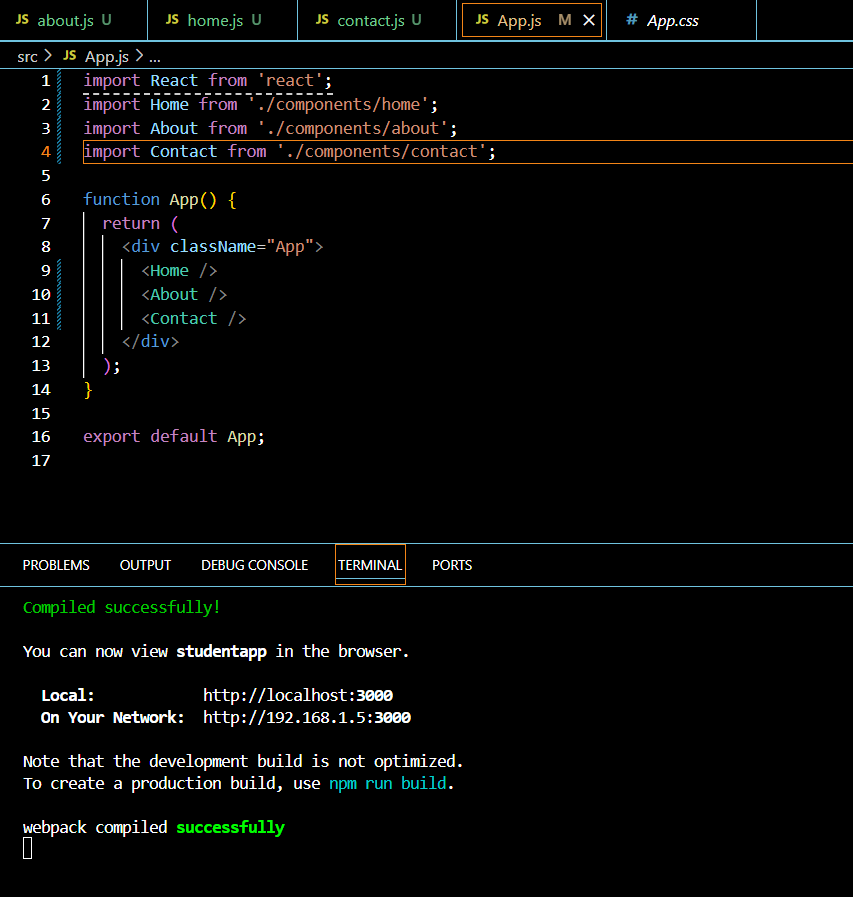 JS about.js U JS home.js U JS contact.js U JS App.js M # App.css
src > JS App.js > ...
1 import React from 'react';
2 import Home from './components/home';
3 import About from './components/about';
4 import Contact from './components/contact';
5
6 function App() {
7 return (
8 <div className="App">
9 <Home />
10 <About />
11 <Contact />
12 </div>
13 );
14 }
15
16 export default App;
17
PROBLEMS OUTPUT DEBUG CONSOLE TERMINAL PORTS
Compiled successfully!
You can now view studentapp in the browser.
Local: http://localhost:3000
On Your Network: http://192.168.1.5:3000
Note that the development build is not optimized.
To create a production build, use npm run build.
webpack compiled successfully